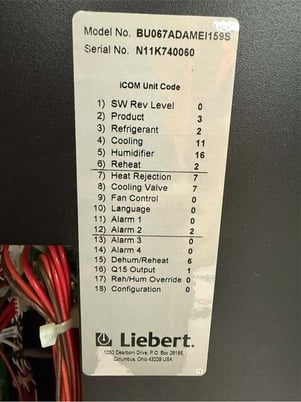 Model No. BU067ADAMEI159S
Serial No. N11K740060
iCOM Unit Code
1) SW Rev Level 0
2) Product 3
3) Refrigerant 2
4) Cooling 11
5) Humidifier 16
6) Reheat 2
7) Heat Rejection 7
8) Cooling Valve 7
9) Fan Control 0
10) Language 0
11) Alarm 1 0
12) Alarm 2 2
13) Alarm 3 0
14) Alarm 4 0
15) Dehum/Reheat 6
16) Q15 Output 1
17) Reh/Hum Override 0
18) Configuration 0
Liebert.
1050 Dearborn Drive, P.O. Box 29186,
Columbus, Ohio 43229 USA